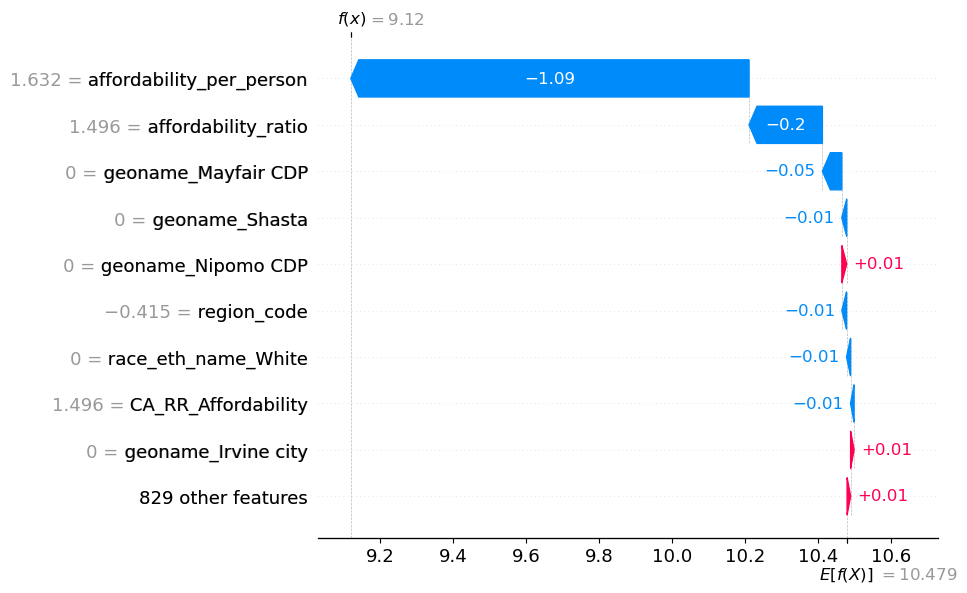 f(x) = 9.12
1.632 = affordability_per_person
−1.09
1.496 = affordability_ratio
−0.2
0 = geoname_Mayfair CDP
−0.05
0 = geoname_Shasta
−0.01
0 = geoname_Nipomo CDP
+0.01
−0.415 = region_code
−0.01
0 = race_eth_name_White
−0.01
1.496 = CA_RR_Affordability
−0.01
0 = geoname_Irvine city
+0.01
829 other features
+0.01
9.2 9.4 9.6 9.8 10.0 10.2 10.4 10.6
E[f(X)] = 10.479